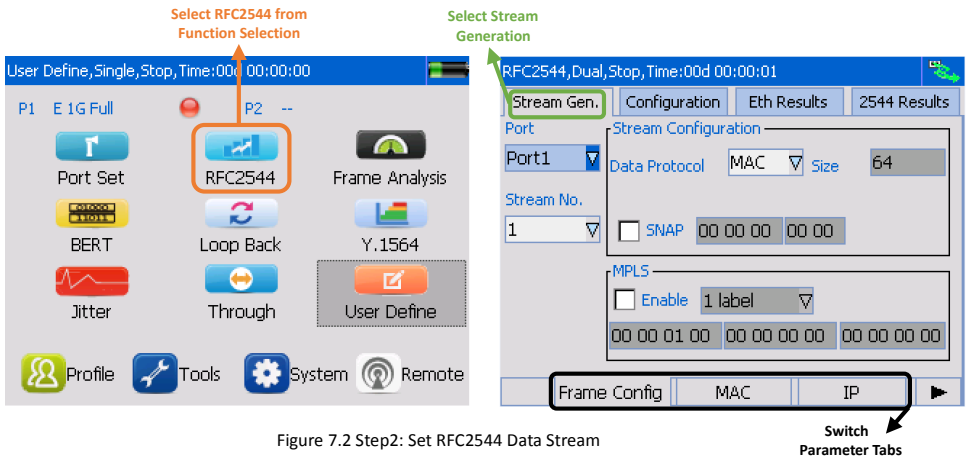 Select RFC2544 from
Function Selection
Select Stream
Generation
User Define,Single,Stop,Time:00d 00:00:00
P1 E 1G Full P2 --
Port Set RFC2544 Frame Analysis
01000
11011
BERT Loop Back Y.1564
Jitter Through User Define
Profile Tools System Remote
RFC2544,Dual,Stop,Time:00d 00:00:01
Stream Gen. Configuration Eth Results 2544 Results
Port Stream Configuration
Port1 Data Protocol MAC Size 64
Stream No.
1 SNAP 00 00 00 00 00
MPLS
Enable 1 label
00 00 01 00 00 00 00 00 00 00 00 00
Frame Config MAC IP
Switch
Parameter Tabs
Figure 7.2 Step2: Set RFC2544 Data Stream